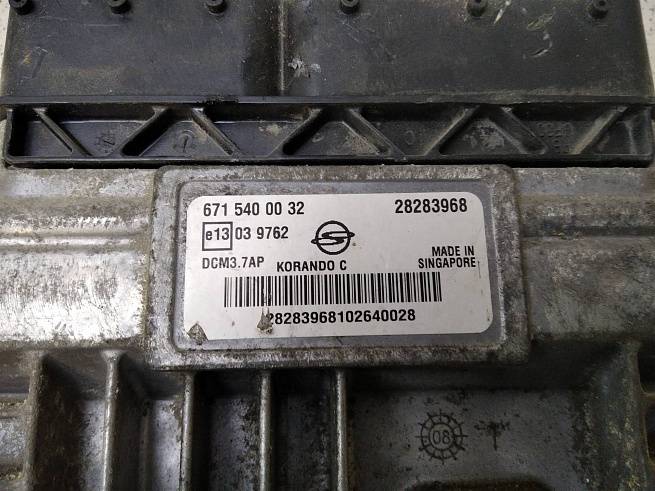 671 540 00 32 28283968
e13 03 9762
MADE IN
SINGAPORE
DCM3.7AP KORANDO C
28283968102640028
08